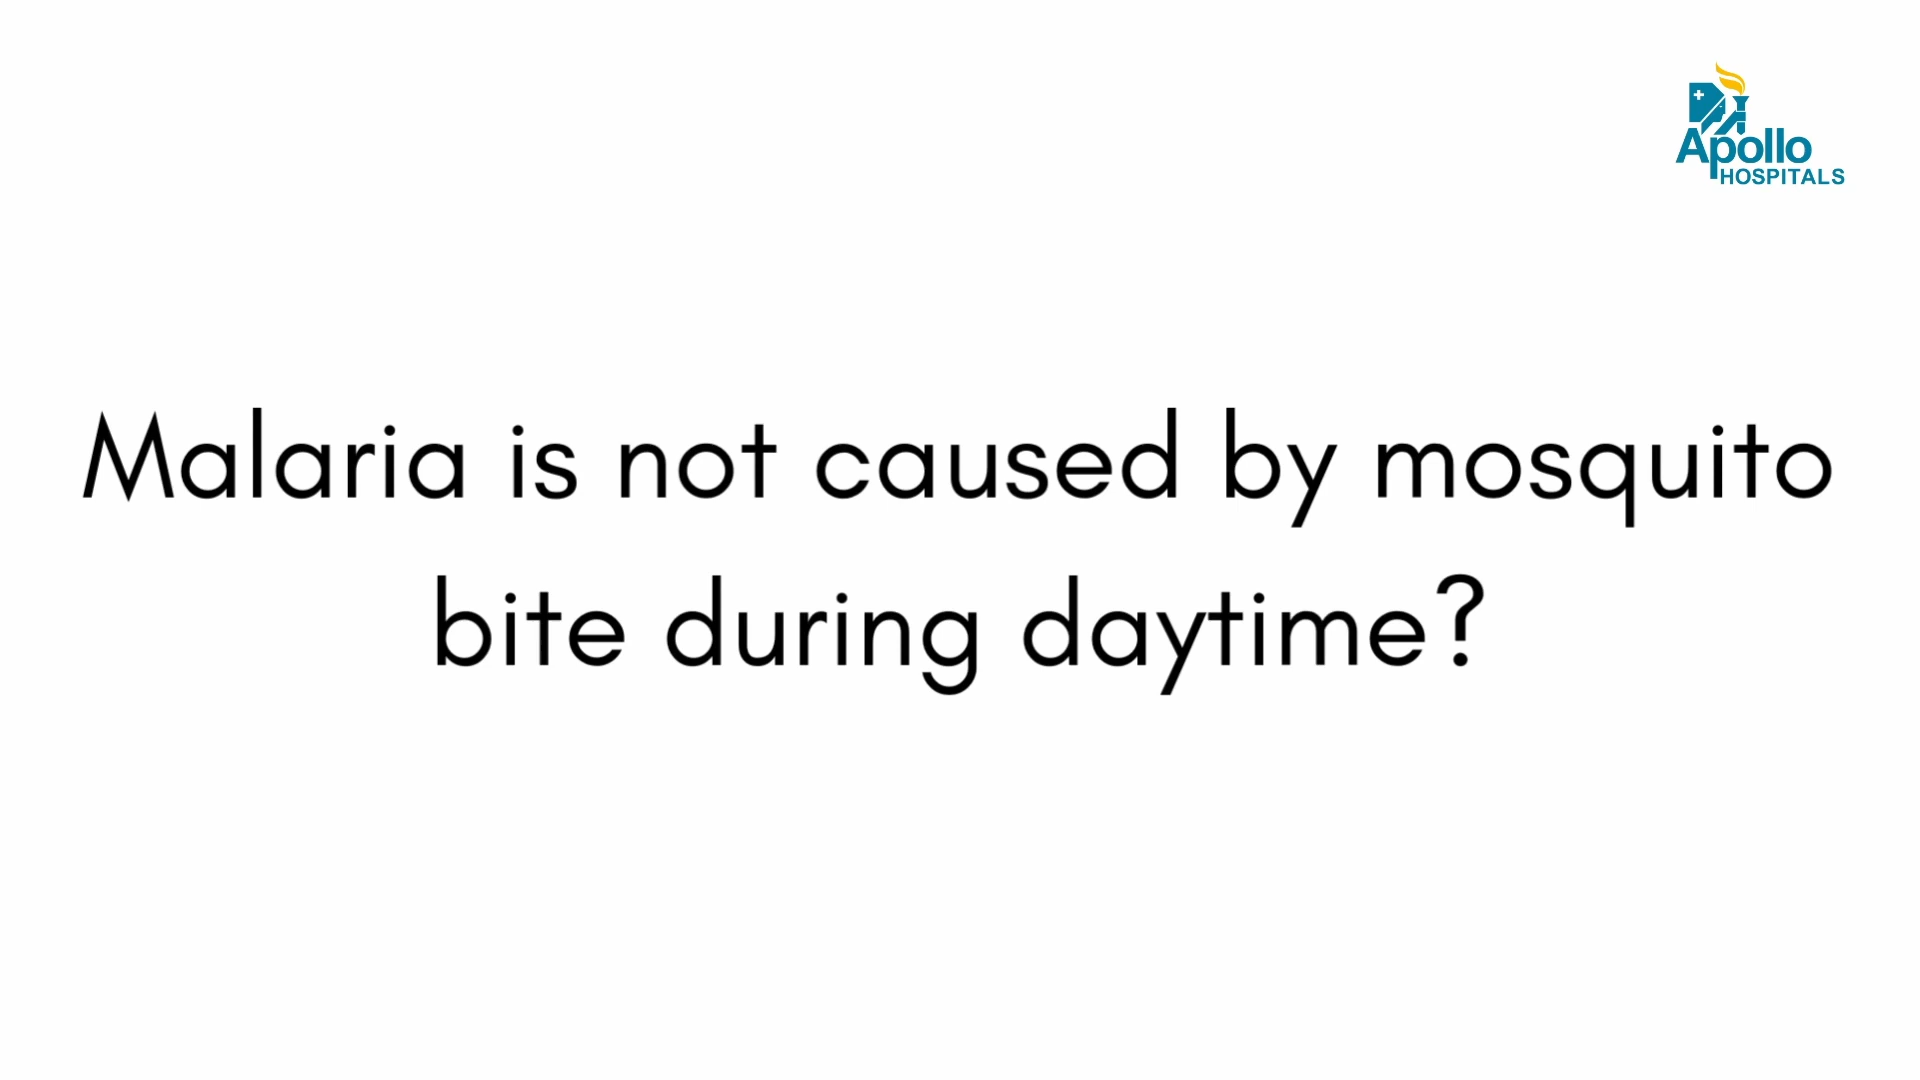 Apollo
HOSPITALS
Malaria is not caused by mosquito
bite during daytime?